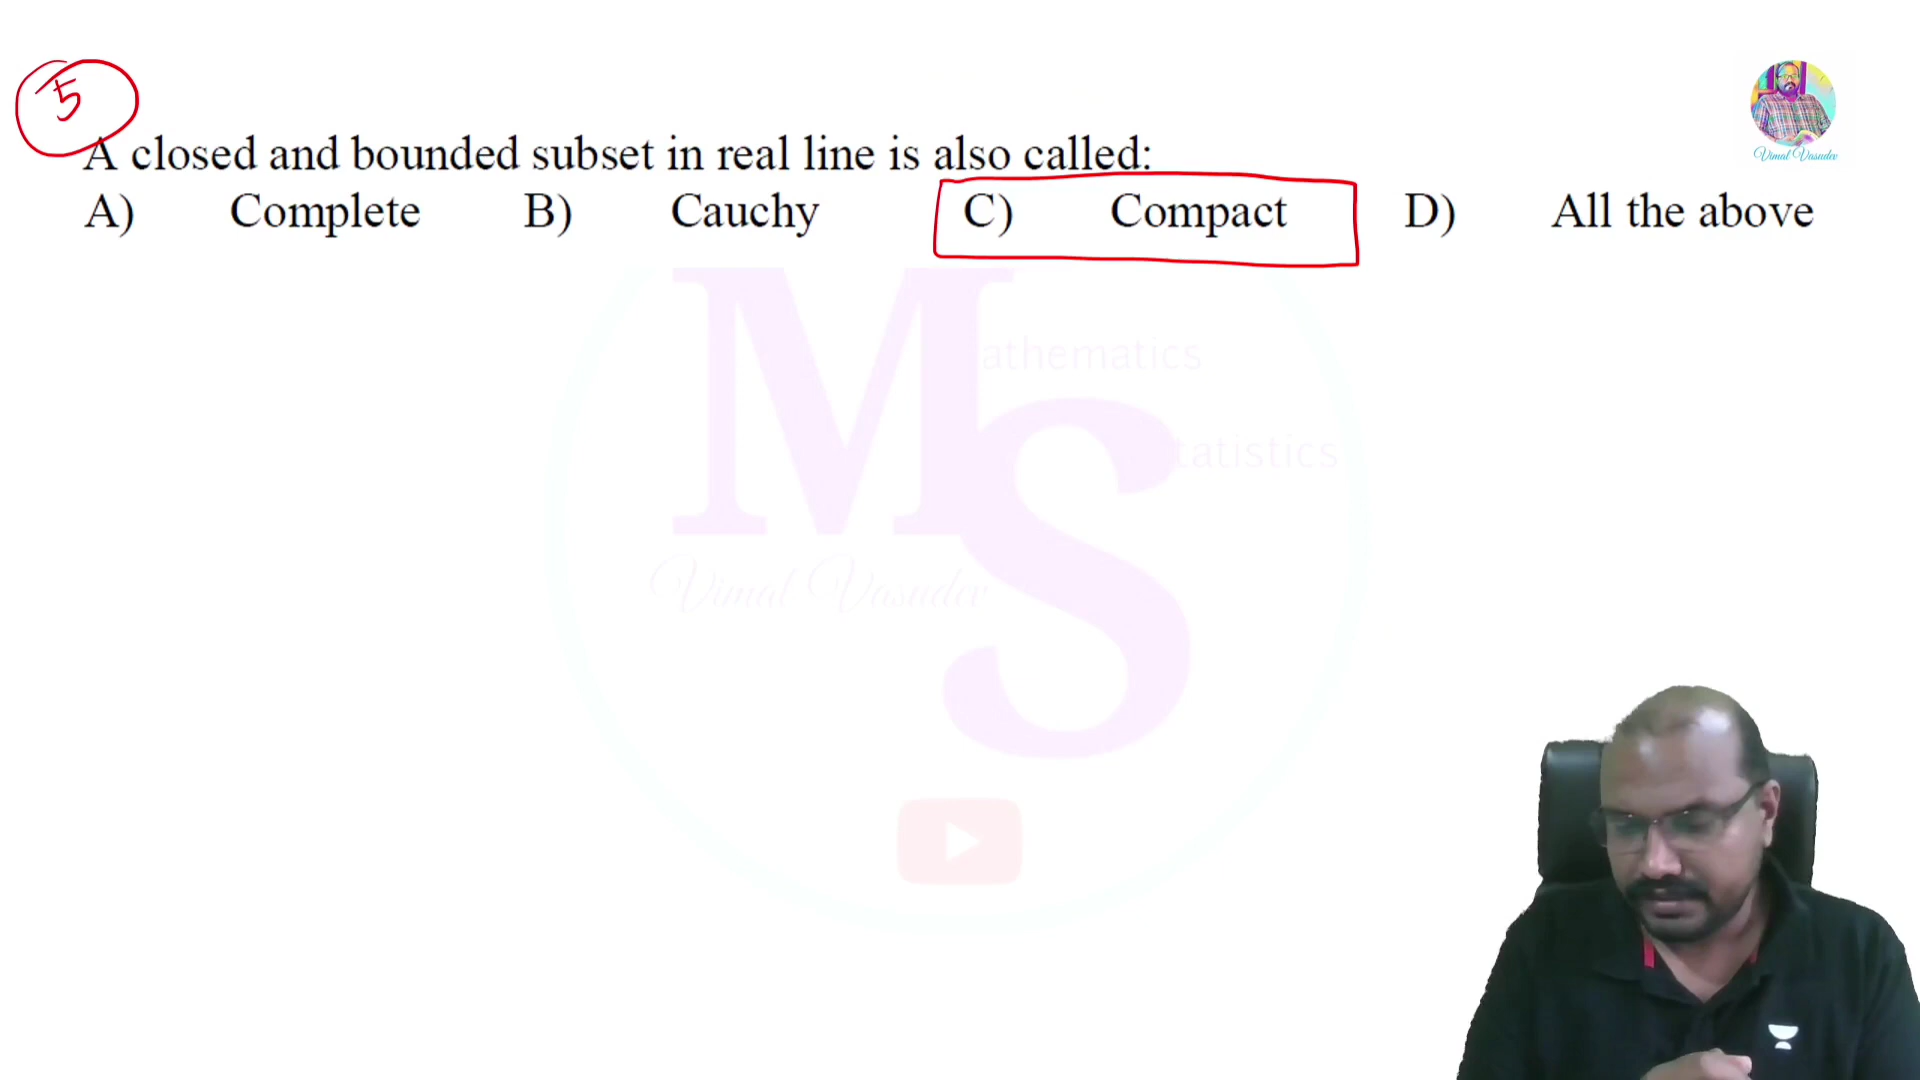 5
Vimal Vasudev
A closed and bounded subset in real line is also called:
A) Complete B) Cauchy C) Compact D) All the above
M
athematics
S
tatistics
Vimal Vasudev